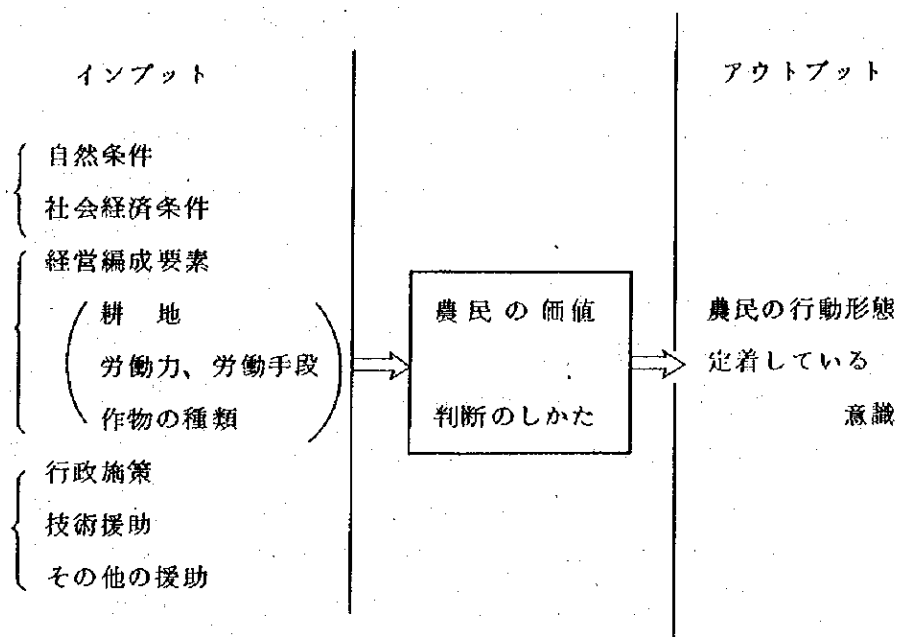 インプット
自然条件
社会経済条件
経営編成要素
耕 地
労働力、労働手段
作物の種類
行政施策
技術援助
その他の援助
農民の価値
判断のしかた
アウトプット
農民の行動形態
定着している
意識